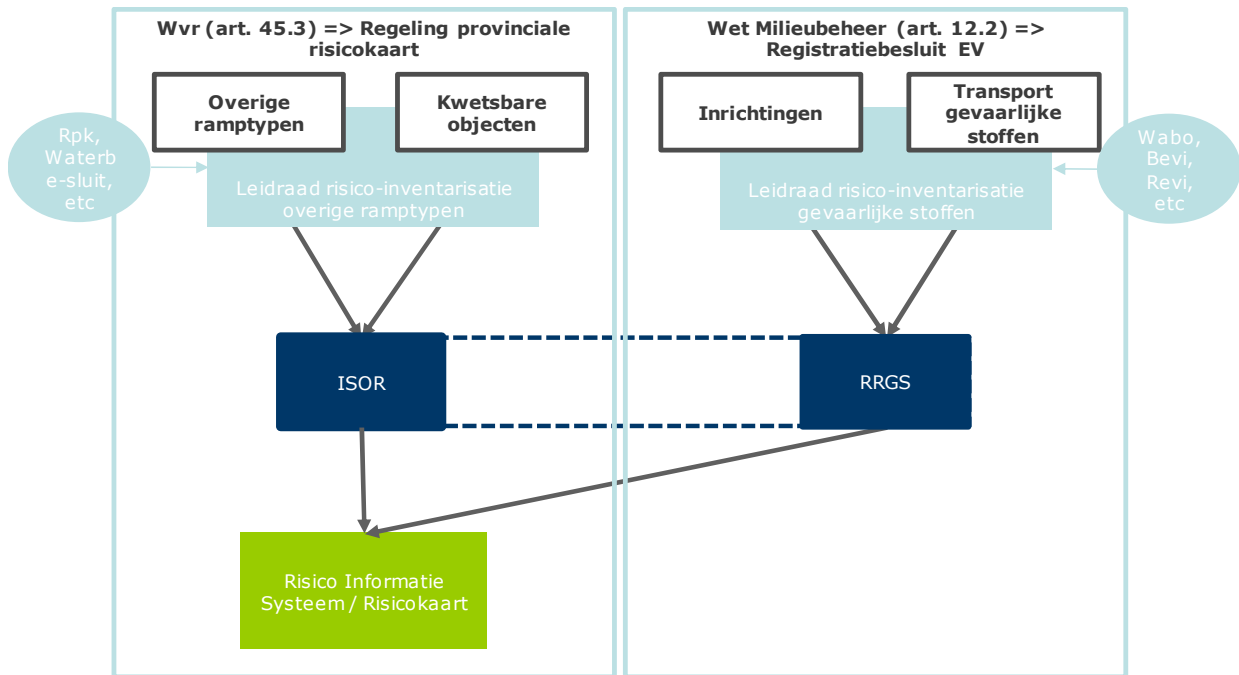 Wvr (art. 45.3) => Regeling provinciale
risicokaart
Wet Milieubeheer (art. 12.2) =>
Registratiebesluit EV
Overige
ramptypen
Kwetsbare
objecten
Inrichtingen
Transport
gevaarlijke
stoffen
Rpk,
Waterb
e-sluit,
etc
Leidraad risico-inventarisatie
overige ramptypen
Leidraad risico-inventarisatie
gevaarlijke stoffen
Wabo,
Bevi,
Revi,
etc
ISOR
RRGS
Risico Informatie
Systeem / Risicokaart